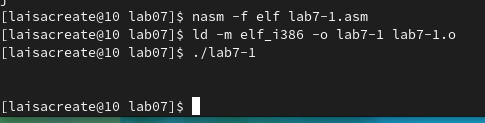 [laisacreate@10 lab07]$ nasm -f elf lab7-1.asm
[laisacreate@10 lab07]$ ld -m elf_i386 -o lab7-1 lab7-1.o
[laisacreate@10 lab07]$ ./lab7-1
[laisacreate@10 lab07]$